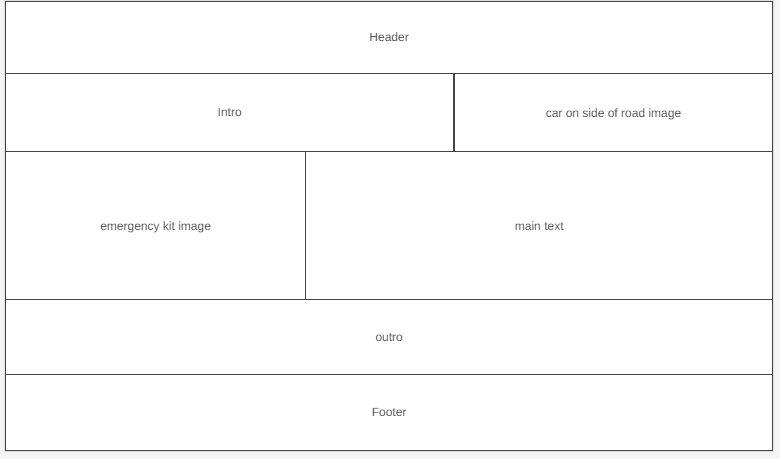 Header
Intro
car on side of road image
emergency kit image
main text
outro
Footer